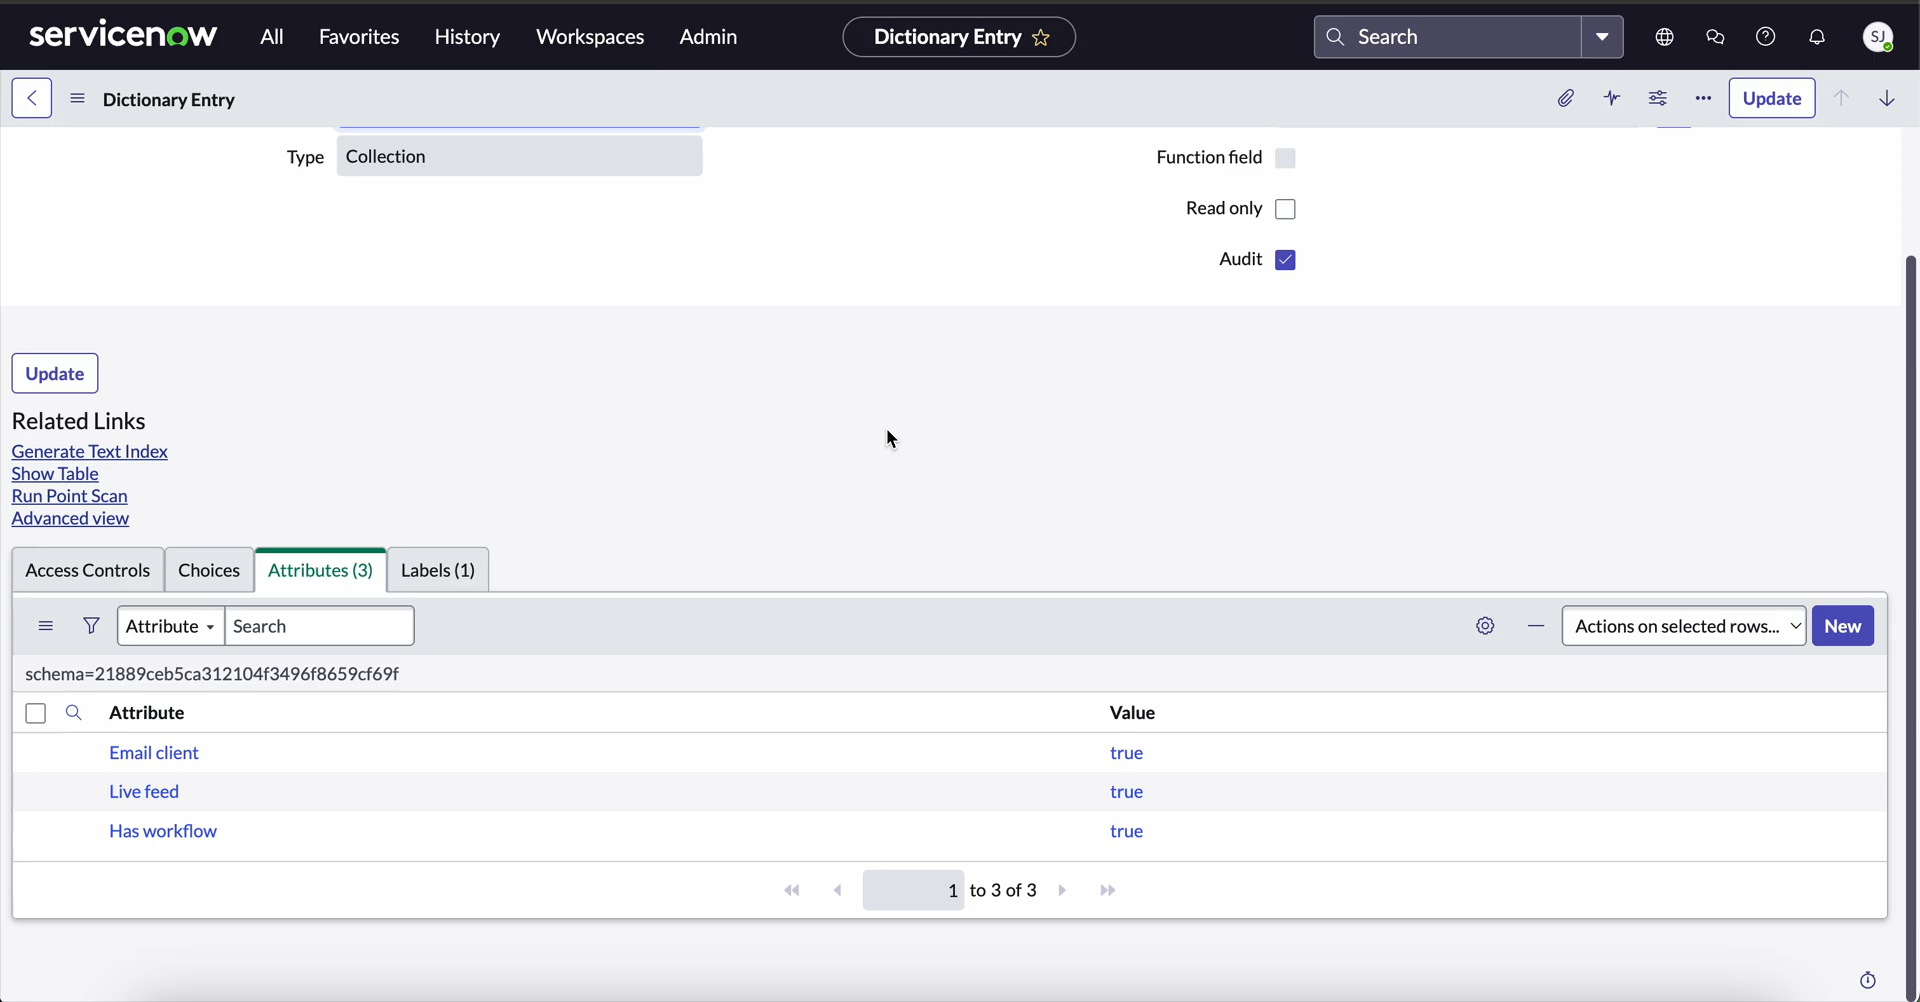 servicenow All Favorites History Workspaces Admin Dictionary Entry Search SJ
Dictionary Entry Update
Type Collection Function field
Read only
Audit
Update
Related Links
Generate Text Index
Show Table
Run Point Scan
Advanced view
Access Controls Choices Attributes (3) Labels (1)
Attribute Search Actions on selected rows... New
schema=21889ceb5ca312104f3496f8659cf69f
Attribute Value
Email client true
Live feed true
Has workflow true
1 to 3 of 3